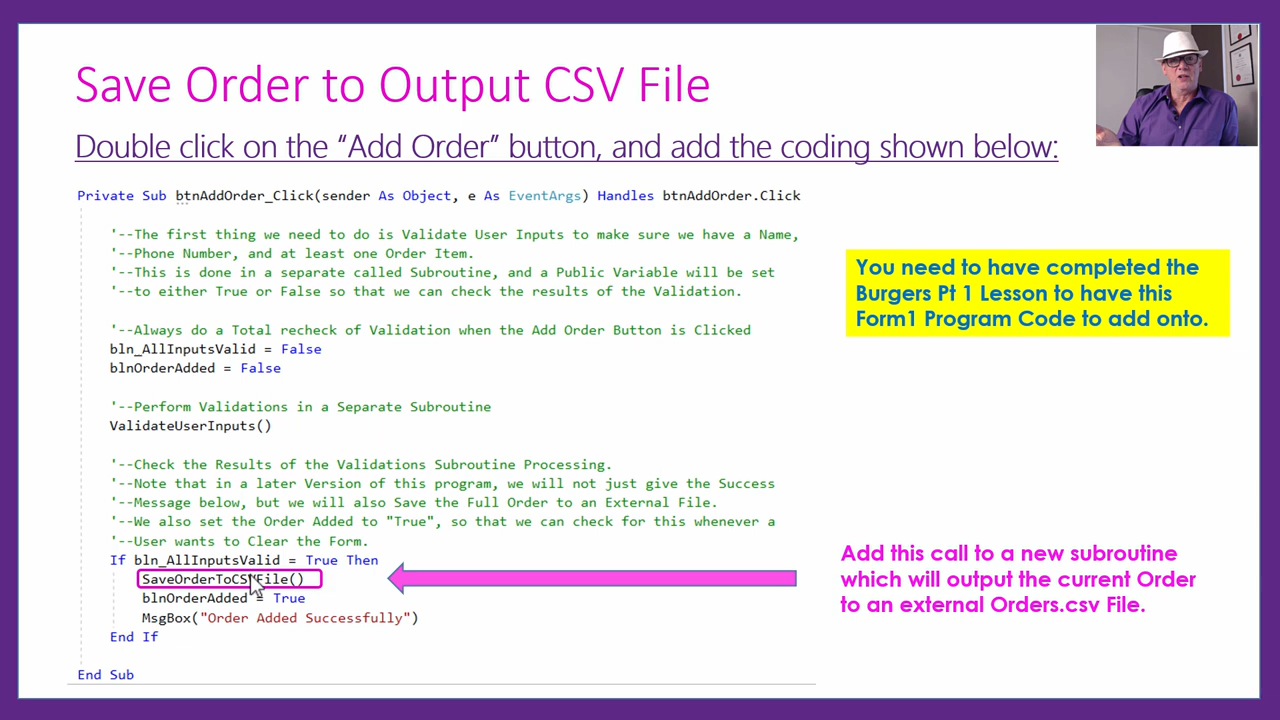 Save Order to Output CSV File
Double click on the “Add Order” button, and add the coding shown below:
Private Sub btnAddOrder_Click(sender As Object, e As EventArgs) Handles btnAddOrder.Click
'--The first thing we need to do is Validate User Inputs to make sure we have a Name,
'--Phone Number, and at least one Order Item.
'--This is done in a separate called Subroutine, and a Public Variable will be set
'--to either True or False so that we can check the results of the Validation.
'--Always do a Total recheck of Validation when the Add Order Button is Clicked
bln_AllInputsValid = False
blnOrderAdded = False
'--Perform Validations in a Separate Subroutine
ValidateUserInputs()
'--Check the Results of the Validations Subroutine Processing.
'--Note that in a later Version of this program, we will not just give the Success
'--Message below, but we will also Save the Full Order to an External File.
'--We also set the Order Added to "True", so that we can check for this whenever a
'--User wants to Clear the Form.
If bln_AllInputsValid = True Then
SaveOrderToCSVFile()
blnOrderAdded = True
MsgBox("Order Added Successfully")
End If
End Sub
You need to have completed the
Burgers Pt 1 Lesson to have this
Form1 Program Code to add onto.
Add this call to a new subroutine
which will output the current Order
to an external Orders.csv File.